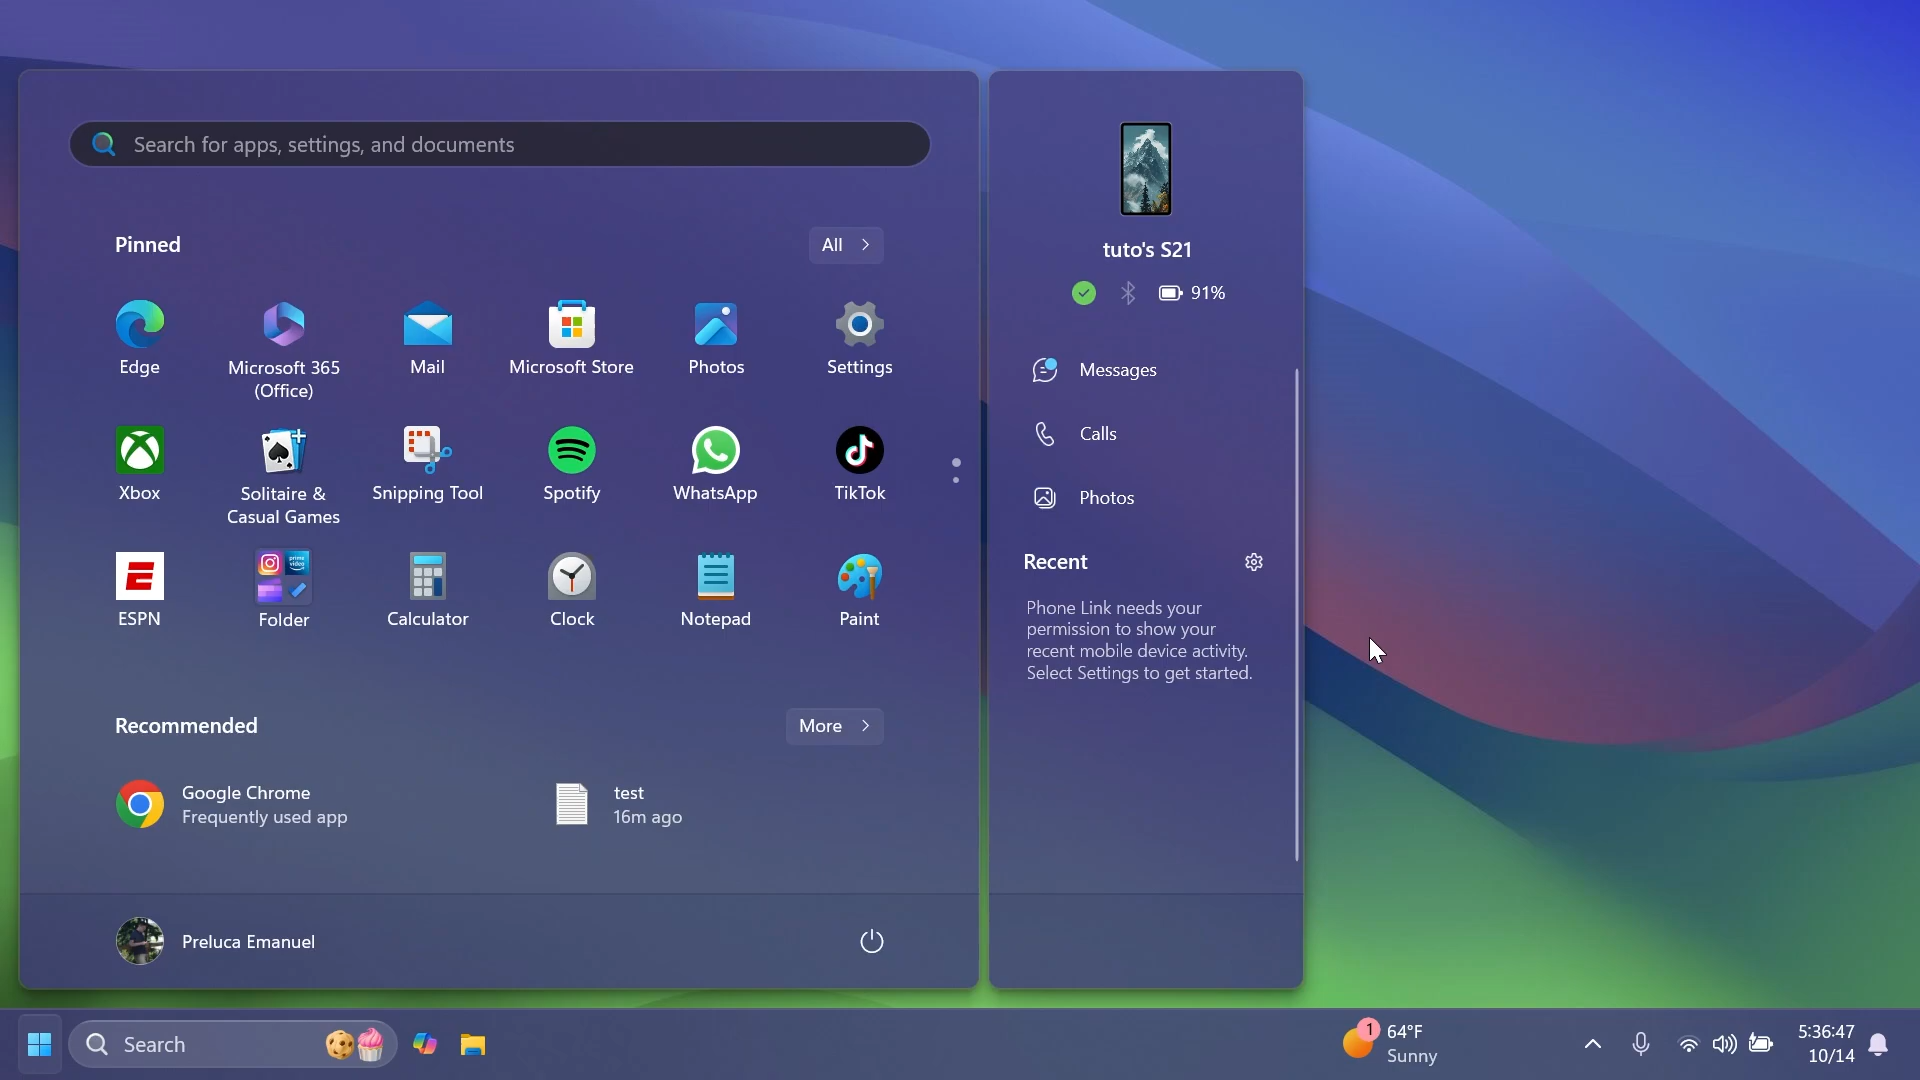 Search for apps, settings, and documents
Pinned
All
Edge
Microsoft 365
(Office)
Mail
Microsoft Store
Photos
Settings
Xbox
Solitaire &
Casual Games
Snipping Tool
Spotify
WhatsApp
TikTok
ESPN
prime
video
Folder
Calculator
Clock
Notepad
Paint
Recommended
More
Google Chrome
Frequently used app
test
16m ago
Preluca Emanuel
tuto's S21
91%
Messages
Calls
Photos
Recent
Phone Link needs your
permission to show your
recent mobile device activity.
Select Settings to get started.
Search
1
64°F
Sunny
5:36:47
10/14